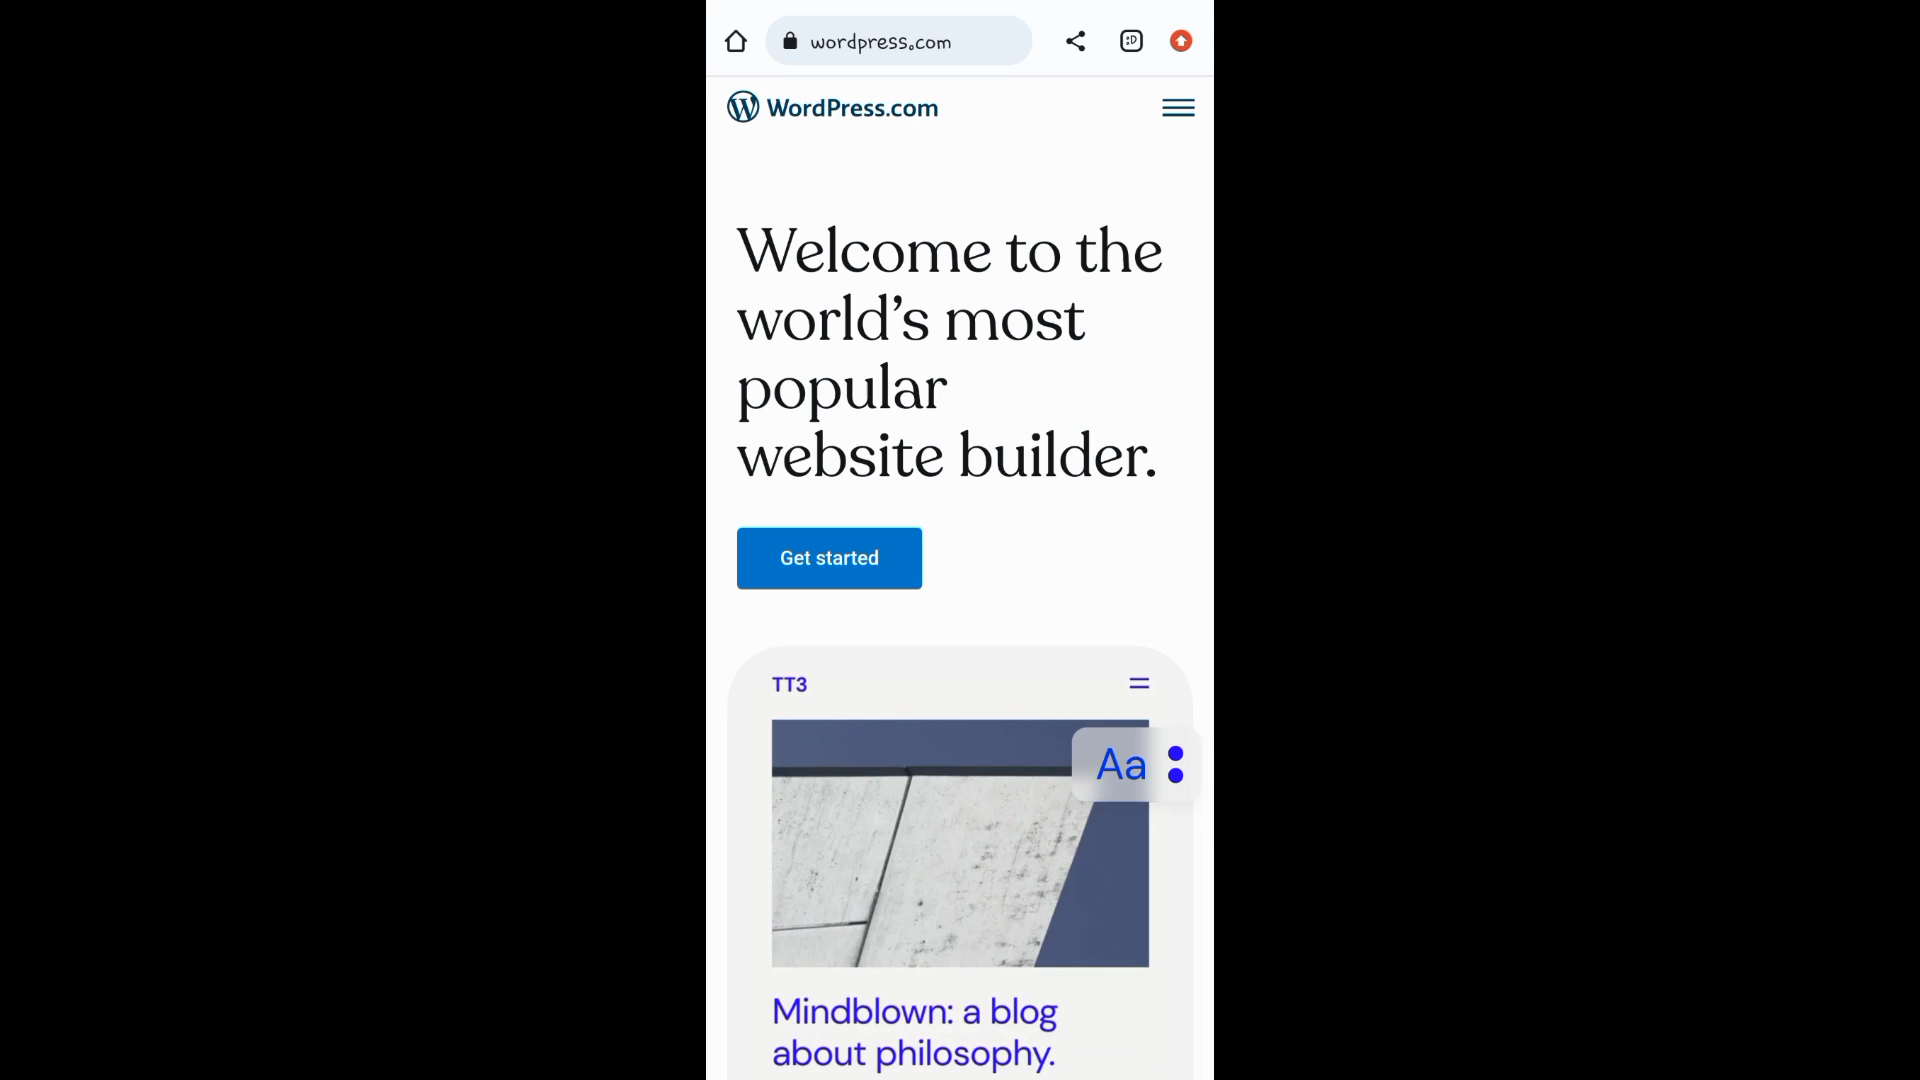 wordpress.com
:D
WordPress.com
Welcome to the
world’s most
popular
website builder.
Get started
TT3
Aa
Mindblown: a blog
about philosophy.